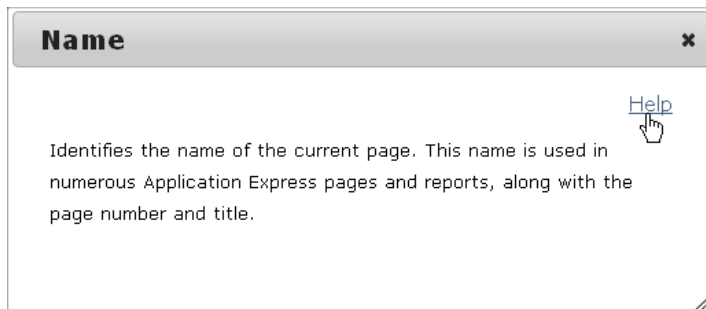 Name
Help
Identifies the name of the current page. This name is used in
numerous Application Express pages and reports, along with the
page number and title.